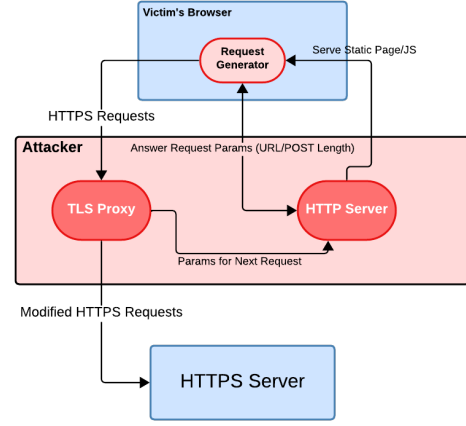 Victim's Browser
Request
Generator
Serve Static Page/JS
HTTPS Requests
Attacker
Answer Request Params (URL/POST Length)
TLS Proxy
HTTP Server
Params for Next Request
Modified HTTPS Requests
HTTPS Server